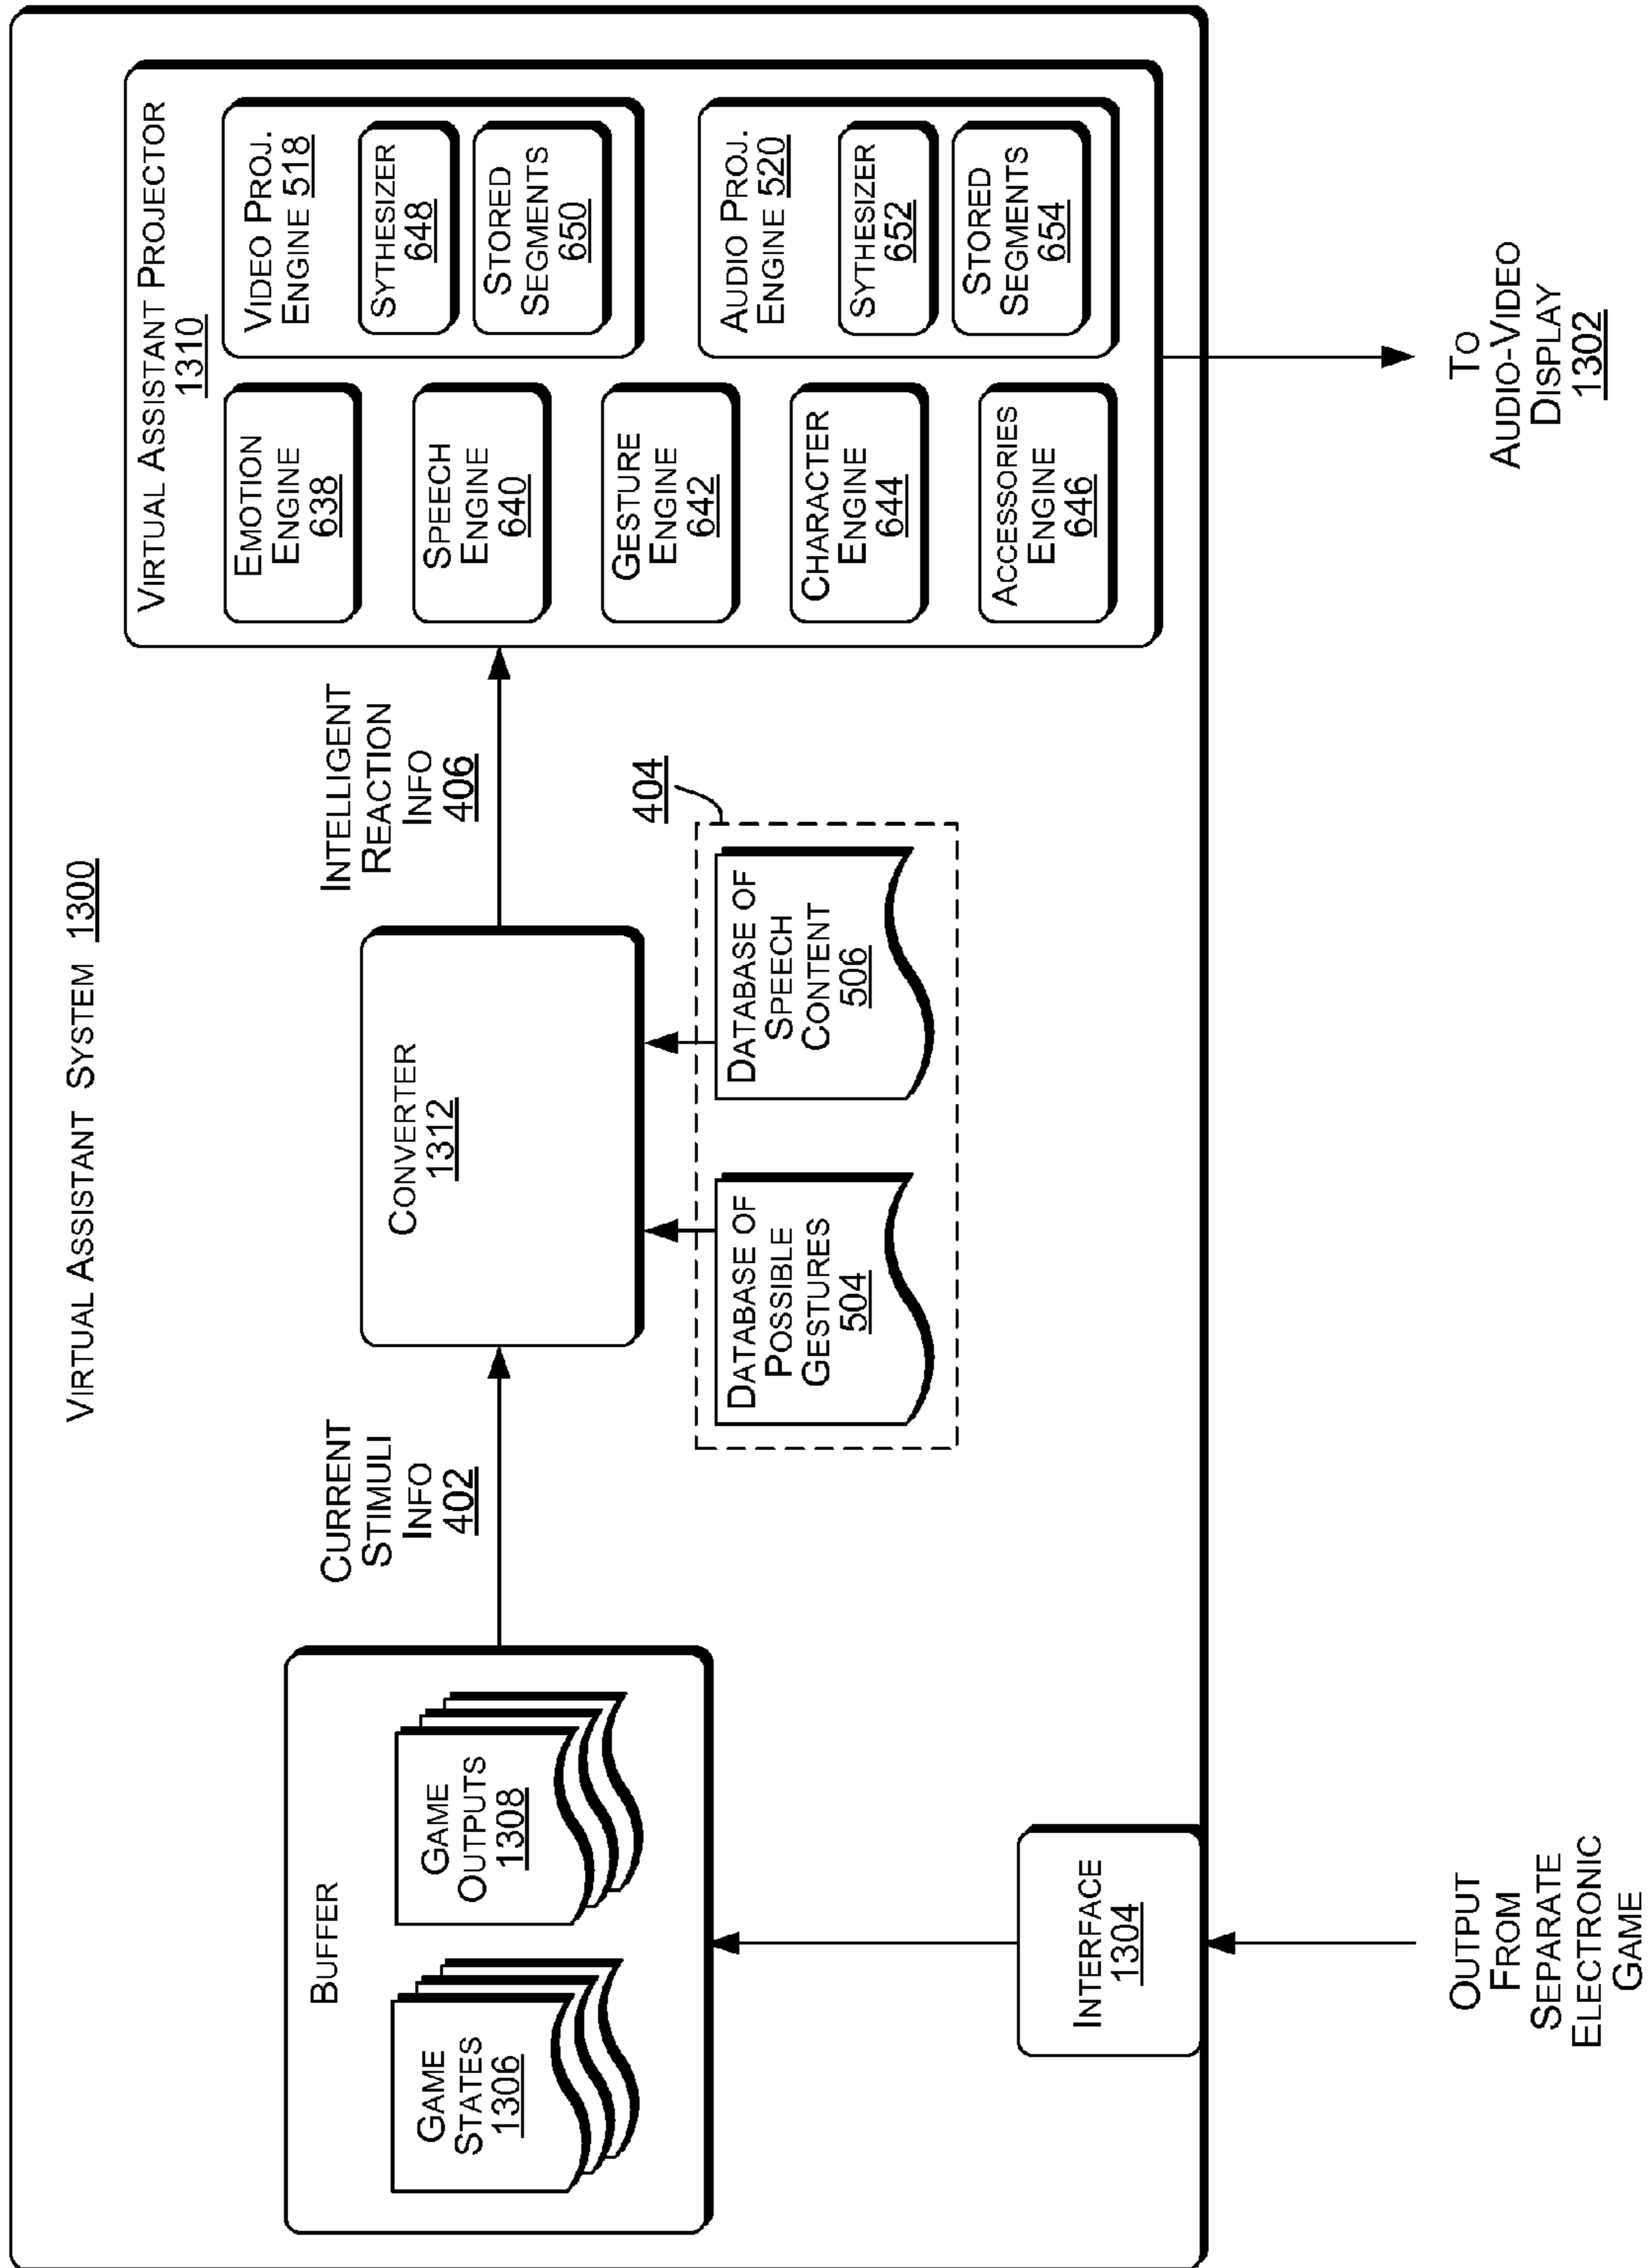 VIRTUAL ASSISTANT SYSTEM 1300
BUFFER
GAME
STATES
1306
GAME
OUTPUTS
1308
INTERFACE
1304
OUTPUT
FROM
SEPARATE
ELECTRONIC
GAME
CURRENT
STIMULI
INFO
402
CONVERTER
1312
DATABASE OF
POSSIBLE
GESTURES
504
DATABASE OF
SPEECH
CONTENT
506
404
INTELLIGENT
REACTION
INFO
406
VIRTUAL ASSISTANT PROJECTOR
1310
EMOTION
ENGINE
638
SPEECH
ENGINE
640
GESTURE
ENGINE
642
CHARACTER
ENGINE
644
ACCESSORIES
ENGINE
646
VIDEO PROJ.
ENGINE 518
SYTHESIZER
648
STORED
SEGMENTS
650
AUDIO PROJ.
ENGINE 520
SYTHESIZER
652
STORED
SEGMENTS
654
TO
AUDIO-VIDEO
DISPLAY
1302